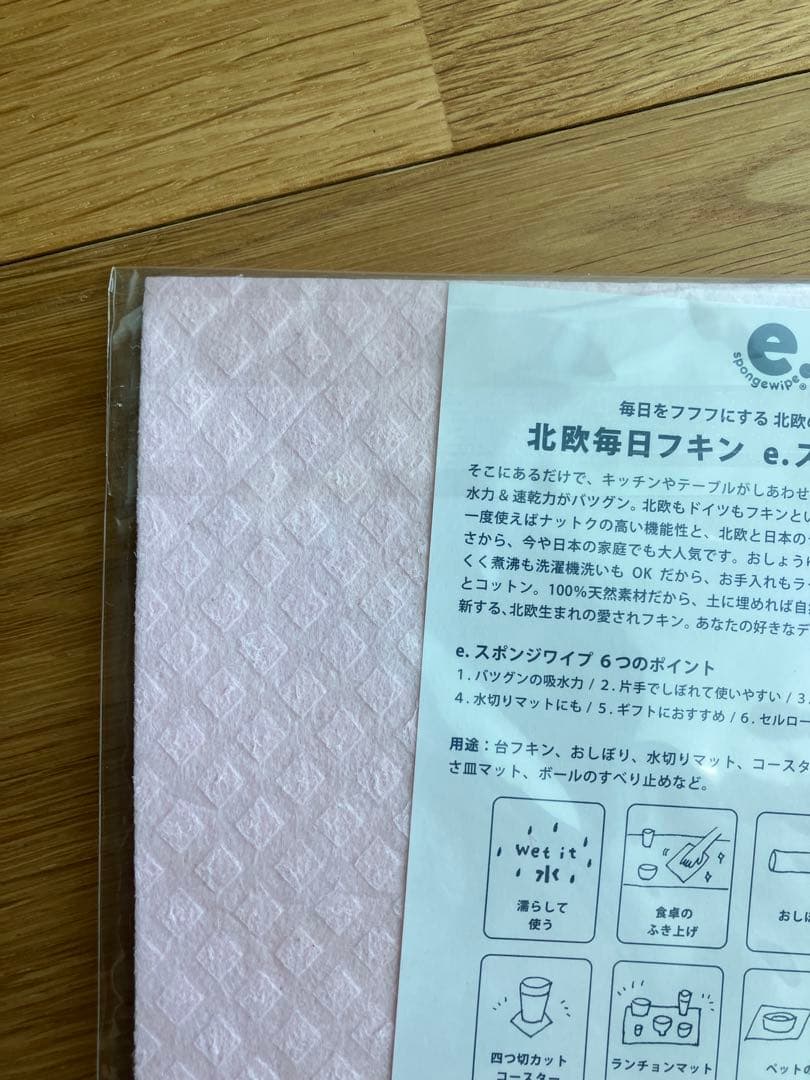 e.
spongewipe®
毎日をフフフにする 北欧の
北欧毎日フキン e.ス
そこにあるだけで、キッチンやテーブルがしあわせ
水力 & 速乾力がバツグン。北欧もドイツもフキンとい
一度使えばナットクの高い機能性と、北欧と日本の
さから、今や日本の家庭でも大人気です。おしょうゆ
くく煮沸も洗濯機洗いも OK だから、お手入れもラ
とコットン。100%天然素材だから、土に埋めれば自然
新する、北欧生まれの愛されフキン。あなたの好きなデ
e. スポンジワイプ 6つのポイント
1. バツグンの吸水力 / 2. 片手でしぼれて使いやすい / 3.
4. 水切りマットにも / 5. ギフトにおすすめ / 6. セルロー
用途：台フキン、おしぼり、水切りマット、コースタ
さ皿マット、ボールのすべり止めなど。
Wet it
水
濡らして
使う
食卓の
ふき上げ
おしぼ
四つ切カット
コースター
ランチョンマット
ペットの